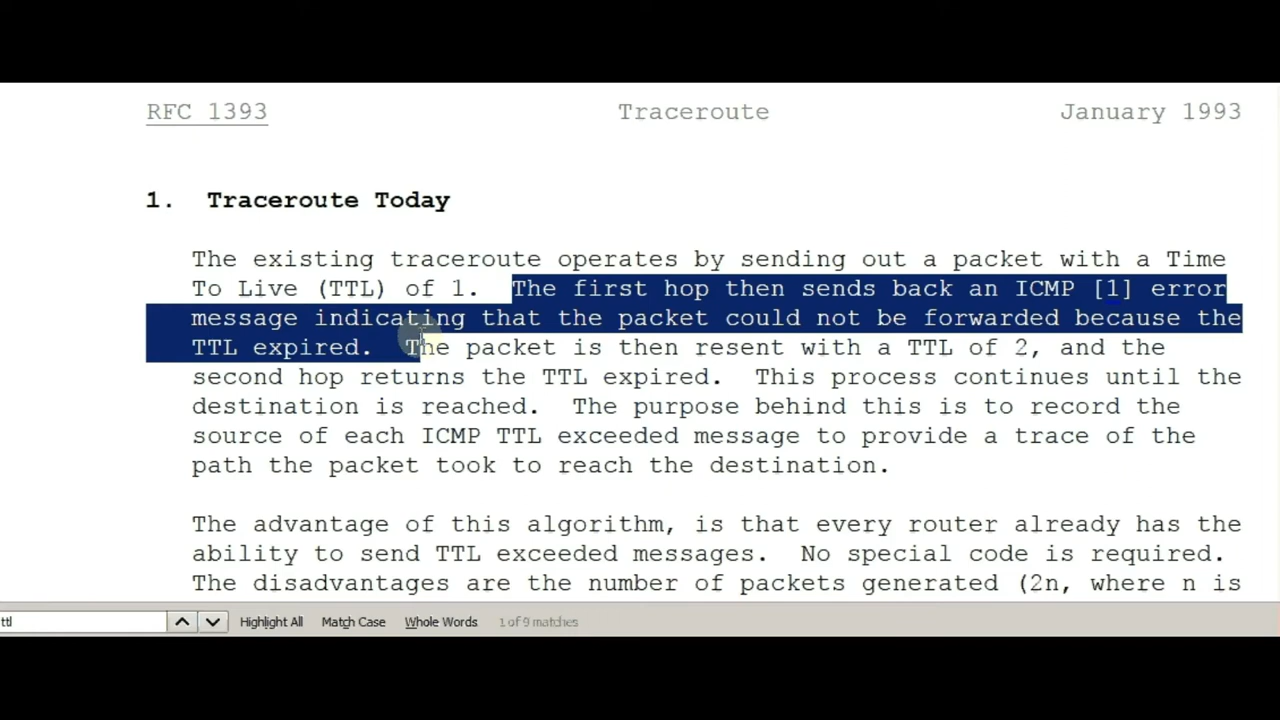 RFC 1393 Traceroute January 1993
1. Traceroute Today
The existing traceroute operates by sending out a packet with a Time
To Live (TTL) of 1. The first hop then sends back an ICMP [1] error
message indicating that the packet could not be forwarded because the
TTL expired. The packet is then resent with a TTL of 2, and the
second hop returns the TTL expired. This process continues until the
destination is reached. The purpose behind this is to record the
source of each ICMP TTL exceeded message to provide a trace of the
path the packet took to reach the destination.
The advantage of this algorithm, is that every router already has the
ability to send TTL exceeded messages. No special code is required.
The disadvantages are the number of packets generated (2n, where n is
ttl Highlight All Match Case Whole Words 1 of 9 matches